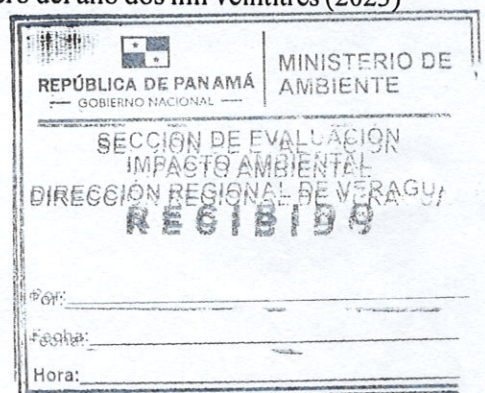 del año dos mil veintitrés (2023)
REPÚBLICA DE PANAMÁ
— GOBIERNO NACIONAL —
MINISTERIO DE
AMBIENTE
SECCIÓN DE EVALUACIÓN
IMPACTO AMBIENTAL
DIRECCIÓN REGIONAL DE VERAGU
RECIBIDO
Por:
Fecha:
Hora: